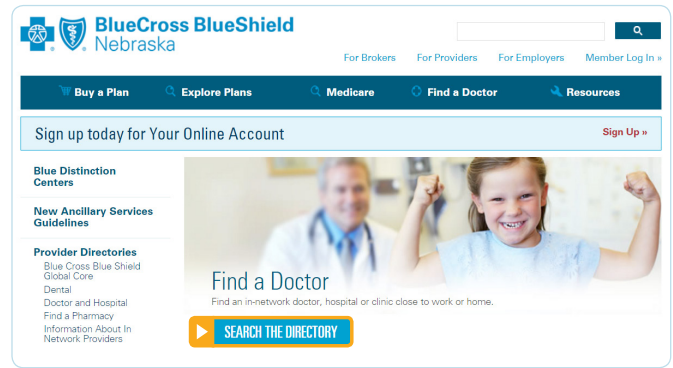 BlueCross BlueShield
Nebraska
For Brokers For Providers For Employers Member Log In »
Buy a Plan Explore Plans Medicare Find a Doctor Resources
Sign up today for Your Online Account Sign Up »
Blue Distinction
Centers
New Ancillary Services
Guidelines
Provider Directories
Blue Cross Blue Shield
Global Core
Dental
Doctor and Hospital
Find a Pharmacy
Information About In
Network Providers
Find a Doctor
Find an in-network doctor, hospital or clinic close to work or home.
SEARCH THE DIRECTORY